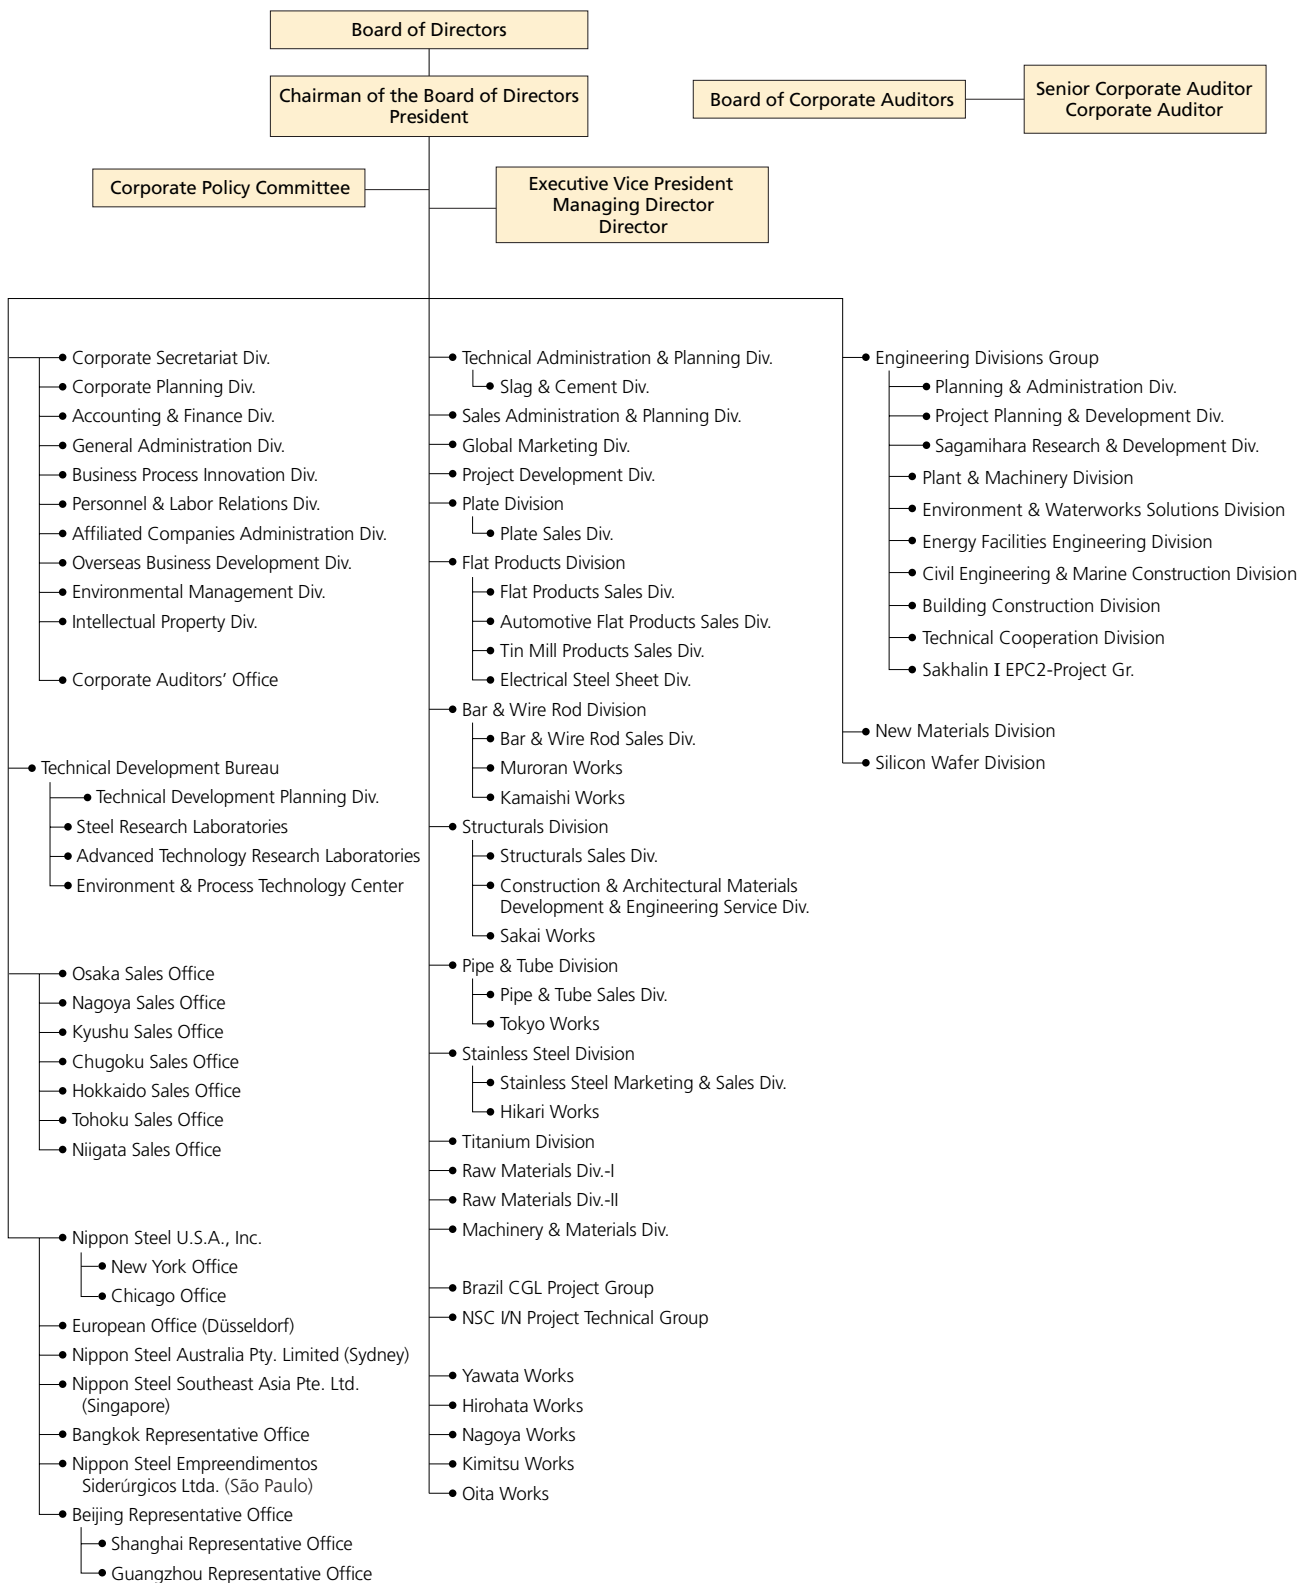 Board of Directors
Chairman of the Board of Directors
President
Board of Corporate Auditors
Senior Corporate Auditor
Corporate Auditor
Corporate Policy Committee
Executive Vice President
Managing Director
Director
Corporate Secretariat Div.
Corporate Planning Div.
Accounting & Finance Div.
General Administration Div.
Business Process Innovation Div.
Personnel & Labor Relations Div.
Affiliated Companies Administration Div.
Overseas Business Development Div.
Environmental Management Div.
Intellectual Property Div.
Corporate Auditors' Office
Technical Development Bureau
Technical Development Planning Div.
Steel Research Laboratories
Advanced Technology Research Laboratories
Environment & Process Technology Center
Osaka Sales Office
Nagoya Sales Office
Kyushu Sales Office
Chugoku Sales Office
Hokkaido Sales Office
Tohoku Sales Office
Niigata Sales Office
Nippon Steel U.S.A., Inc.
New York Office
Chicago Office
European Office (Düsseldorf)
Nippon Steel Australia Pty. Limited (Sydney)
Nippon Steel Southeast Asia Pte. Ltd.
(Singapore)
Bangkok Representative Office
Nippon Steel Empreendimentos
Siderúrgicos Ltda. (São Paulo)
Beijing Representative Office
Shanghai Representative Office
Guangzhou Representative Office
Technical Administration & Planning Div.
Slag & Cement Div.
Sales Administration & Planning Div.
Global Marketing Div.
Project Development Div.
Plate Division
Plate Sales Div.
Flat Products Division
Flat Products Sales Div.
Automotive Flat Products Sales Div.
Tin Mill Products Sales Div.
Electrical Steel Sheet Div.
Bar & Wire Rod Division
Bar & Wire Rod Sales Div.
Muroran Works
Kamaishi Works
Structurals Division
Structurals Sales Div.
Construction & Architectural Materials
Development & Engineering Service Div.
Sakai Works
Pipe & Tube Division
Pipe & Tube Sales Div.
Tokyo Works
Stainless Steel Division
Stainless Steel Marketing & Sales Div.
Hikari Works
Titanium Division
Raw Materials Div.-I
Raw Materials Div.-II
Machinery & Materials Div.
Brazil CGL Project Group
NSC I/N Project Technical Group
Yawata Works
Hirohata Works
Nagoya Works
Kimitsu Works
Oita Works
Engineering Divisions Group
Planning & Administration Div.
Project Planning & Development Div.
Sagamihara Research & Development Div.
Plant & Machinery Division
Environment & Waterworks Solutions Division
Energy Facilities Engineering Division
Civil Engineering & Marine Construction Division
Building Construction Division
Technical Cooperation Division
Sakhalin I EPC2-Project Gr.
New Materials Division
Silicon Wafer Division